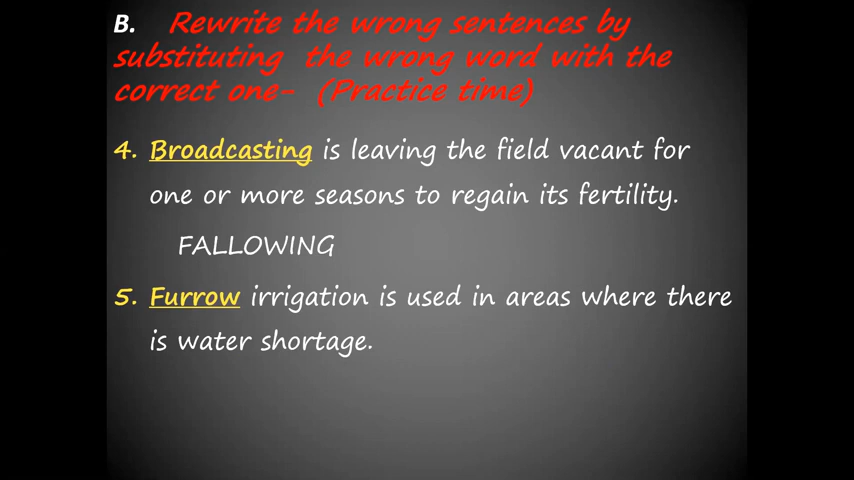 B. Rewrite the wrong sentences by
substituting the wrong word with the
correct one- (Practice time)
4. Broadcasting is leaving the field vacant for
one or more seasons to regain its fertility.
FALLOWING
5. Furrow irrigation is used in areas where there
is water shortage.